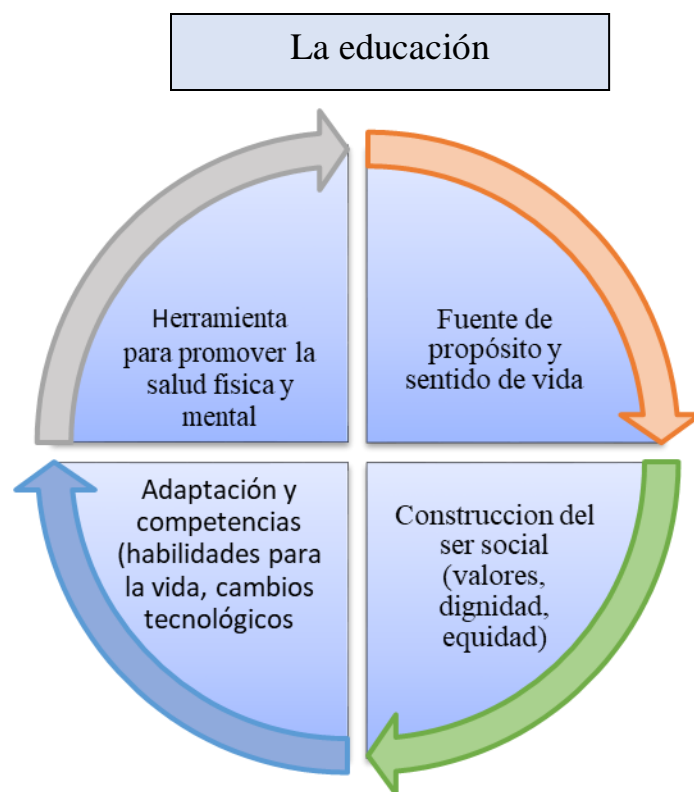 La educación
Herramienta
para promover la
salud física y
mental
Fuente de
propósito y
sentido de vida
Adaptación y
competencias
(habilidades para
la vida, cambios
tecnológicos
Construccion del
ser social
(valores,
dignidad,
equidad)